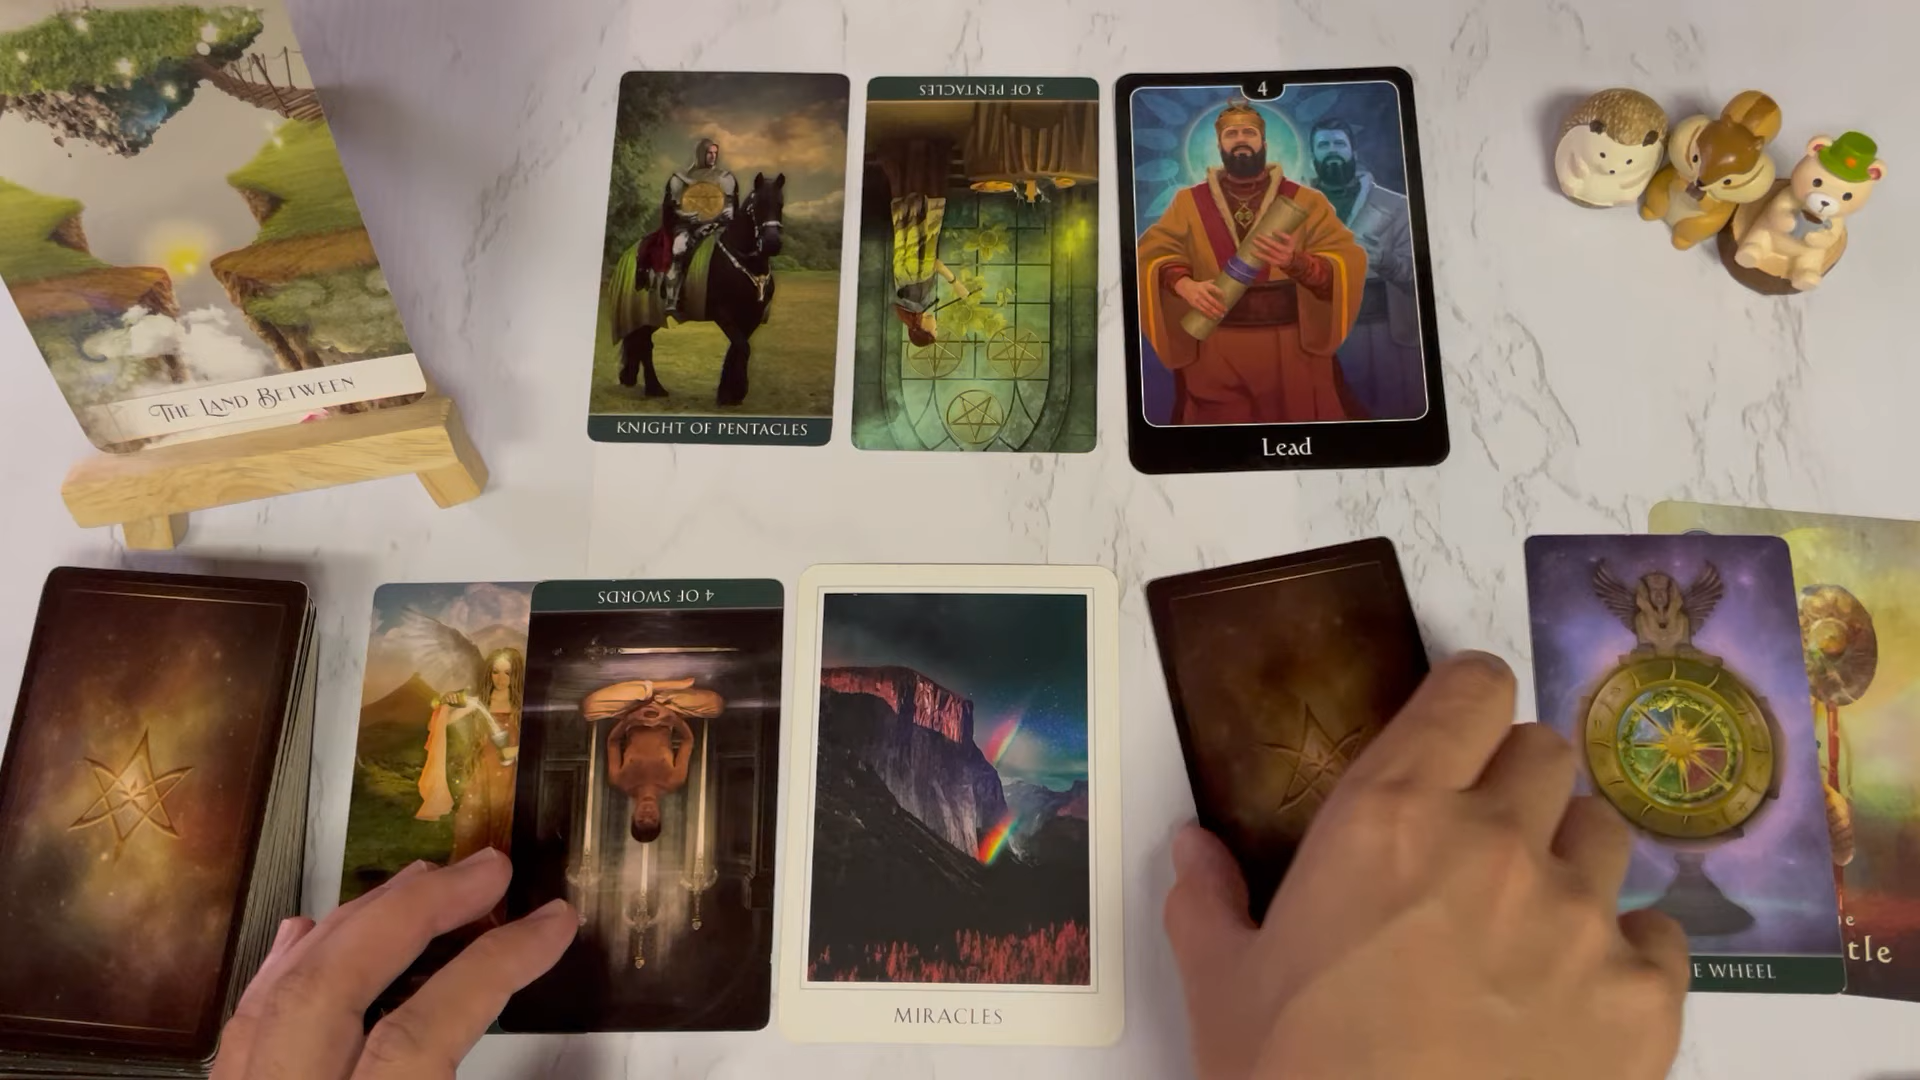 THE LAND BETWEEN
KNIGHT OF PENTACLES
3 OF PENTACLES
4
Lead
4 OF SWORDS
MIRACLES
E WHEEL
e
tle